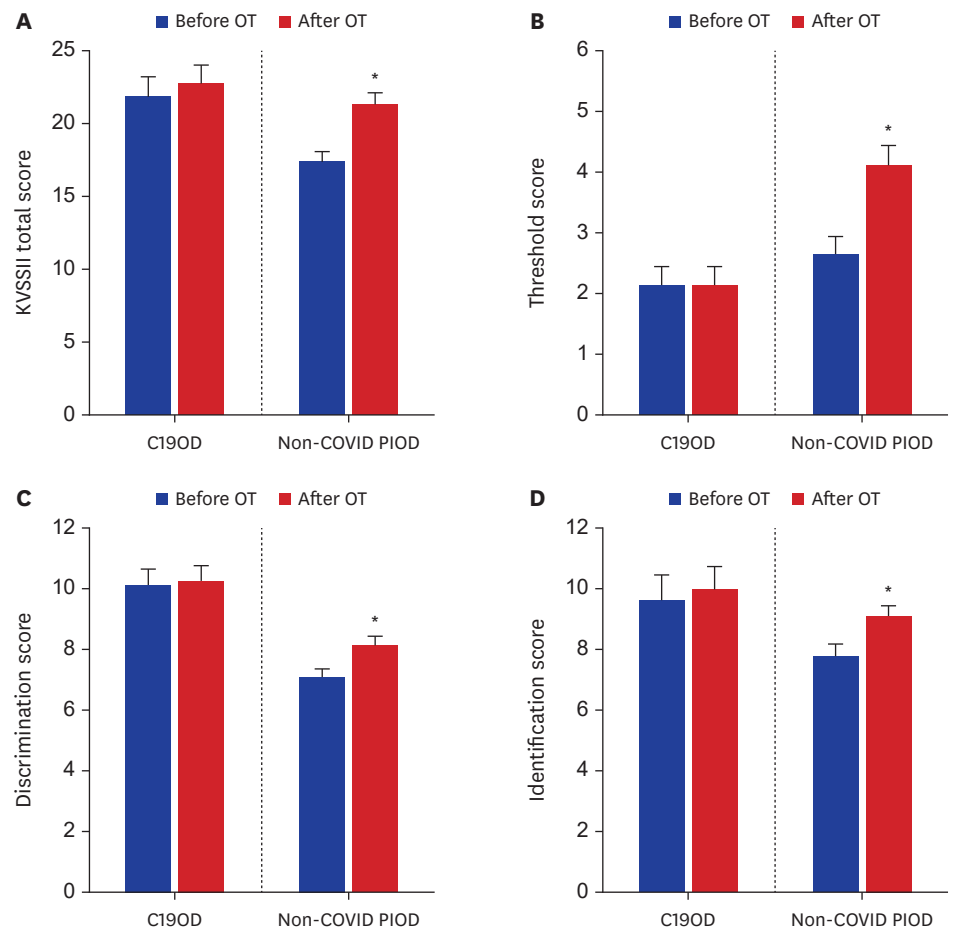 A
Before OT After OT
KVSSII total score
25
20
15
10
5
0
*
C19OD Non-COVID PIOD
B
Before OT After OT
Threshold score
6
5
4
3
2
1
0
*
C19OD Non-COVID PIOD
C
Before OT After OT
Discrimination score
12
10
8
6
4
2
0
*
C19OD Non-COVID PIOD
D
Before OT After OT
Identification score
12
10
8
6
4
2
0
*
C19OD Non-COVID PIOD